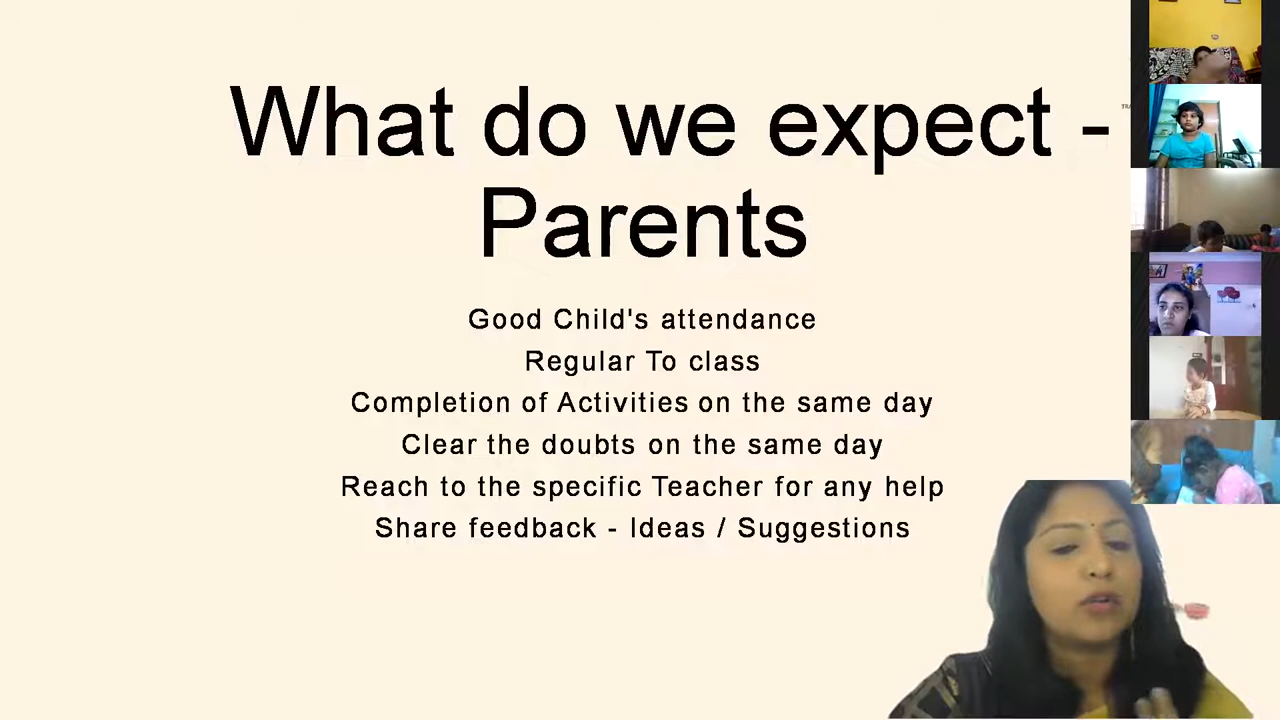 What do we expect -
Parents
Good Child's attendance
Regular To class
Completion of Activities on the same day
Clear the doubts on the same day
Reach to the specific Teacher for any help
Share feedback - Ideas / Suggestions